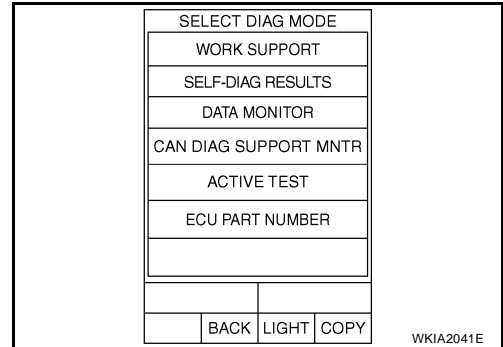 SELECT DIAG MODE
WORK SUPPORT
SELF-DIAG RESULTS
DATA MONITOR
CAN DIAG SUPPORT MNTR
ACTIVE TEST
ECU PART NUMBER
BACK LIGHT COPY
WKIA2041E